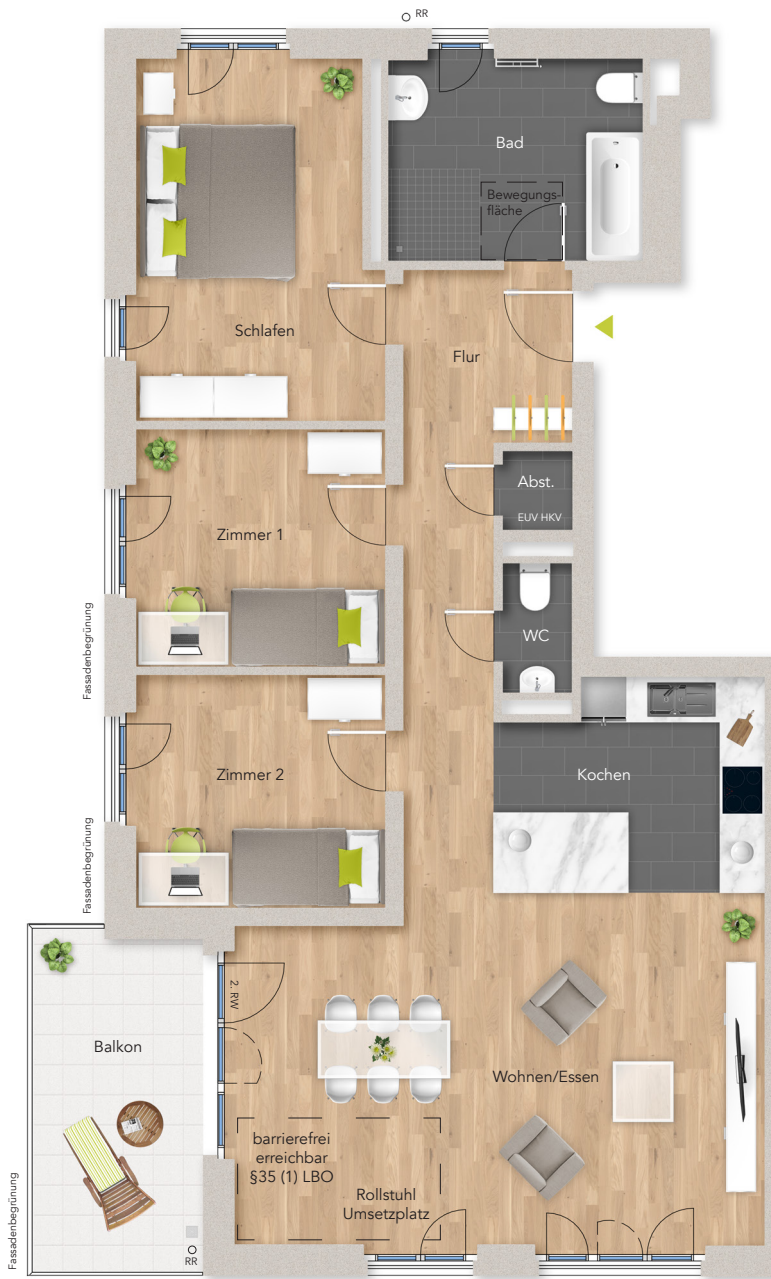 RR
Bad
Bewegungs-
fläche
Schlafen
Flur
Abst.
EUV HKV
Zimmer 1
Fassadenbegrünung
WC
Zimmer 2
Kochen
Fassadenbegrünung
2. RW
Balkon
Wohnen/Essen
barrierefrei
erreichbar
§35 (1) LBO
Rollstuhl
Umsetzplatz
Fassadenbegrünung
RR